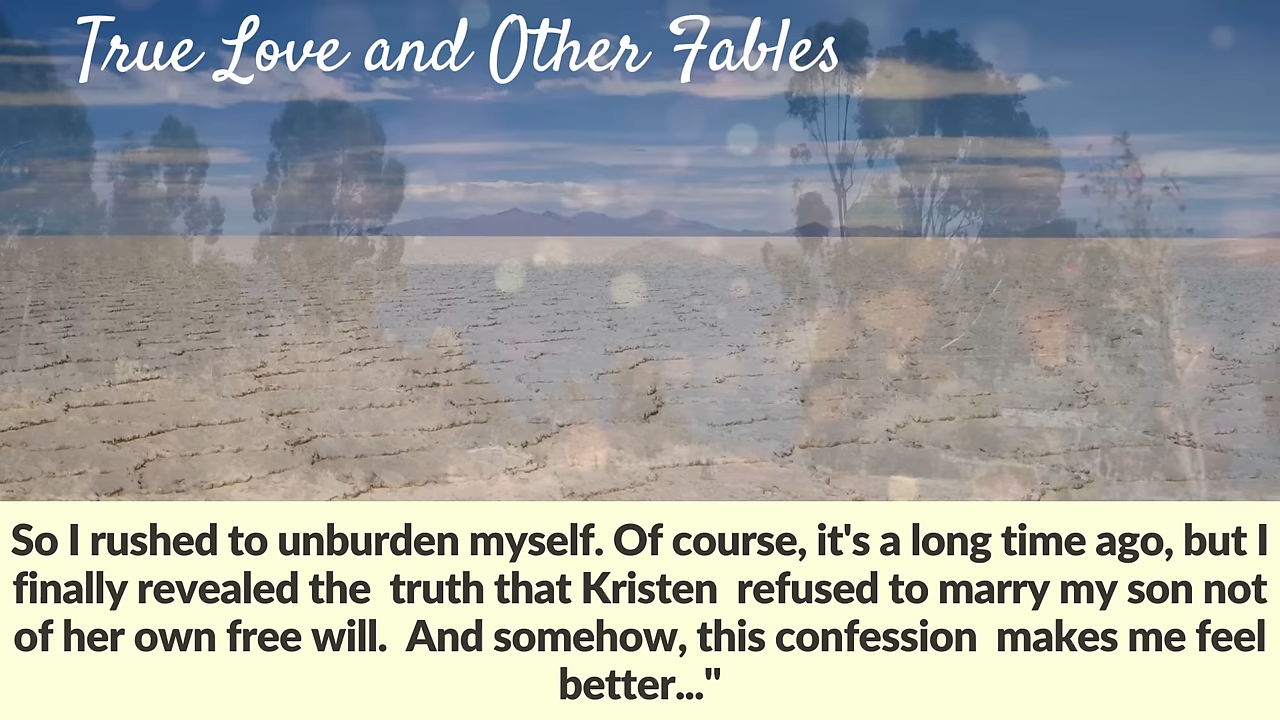 True Love and Other Fables
So I rushed to unburden myself. Of course, it's a long time ago, but I
finally revealed the  truth that Kristen  refused to marry my son not
of her own free will.  And somehow, this confession  makes me feel
better..."